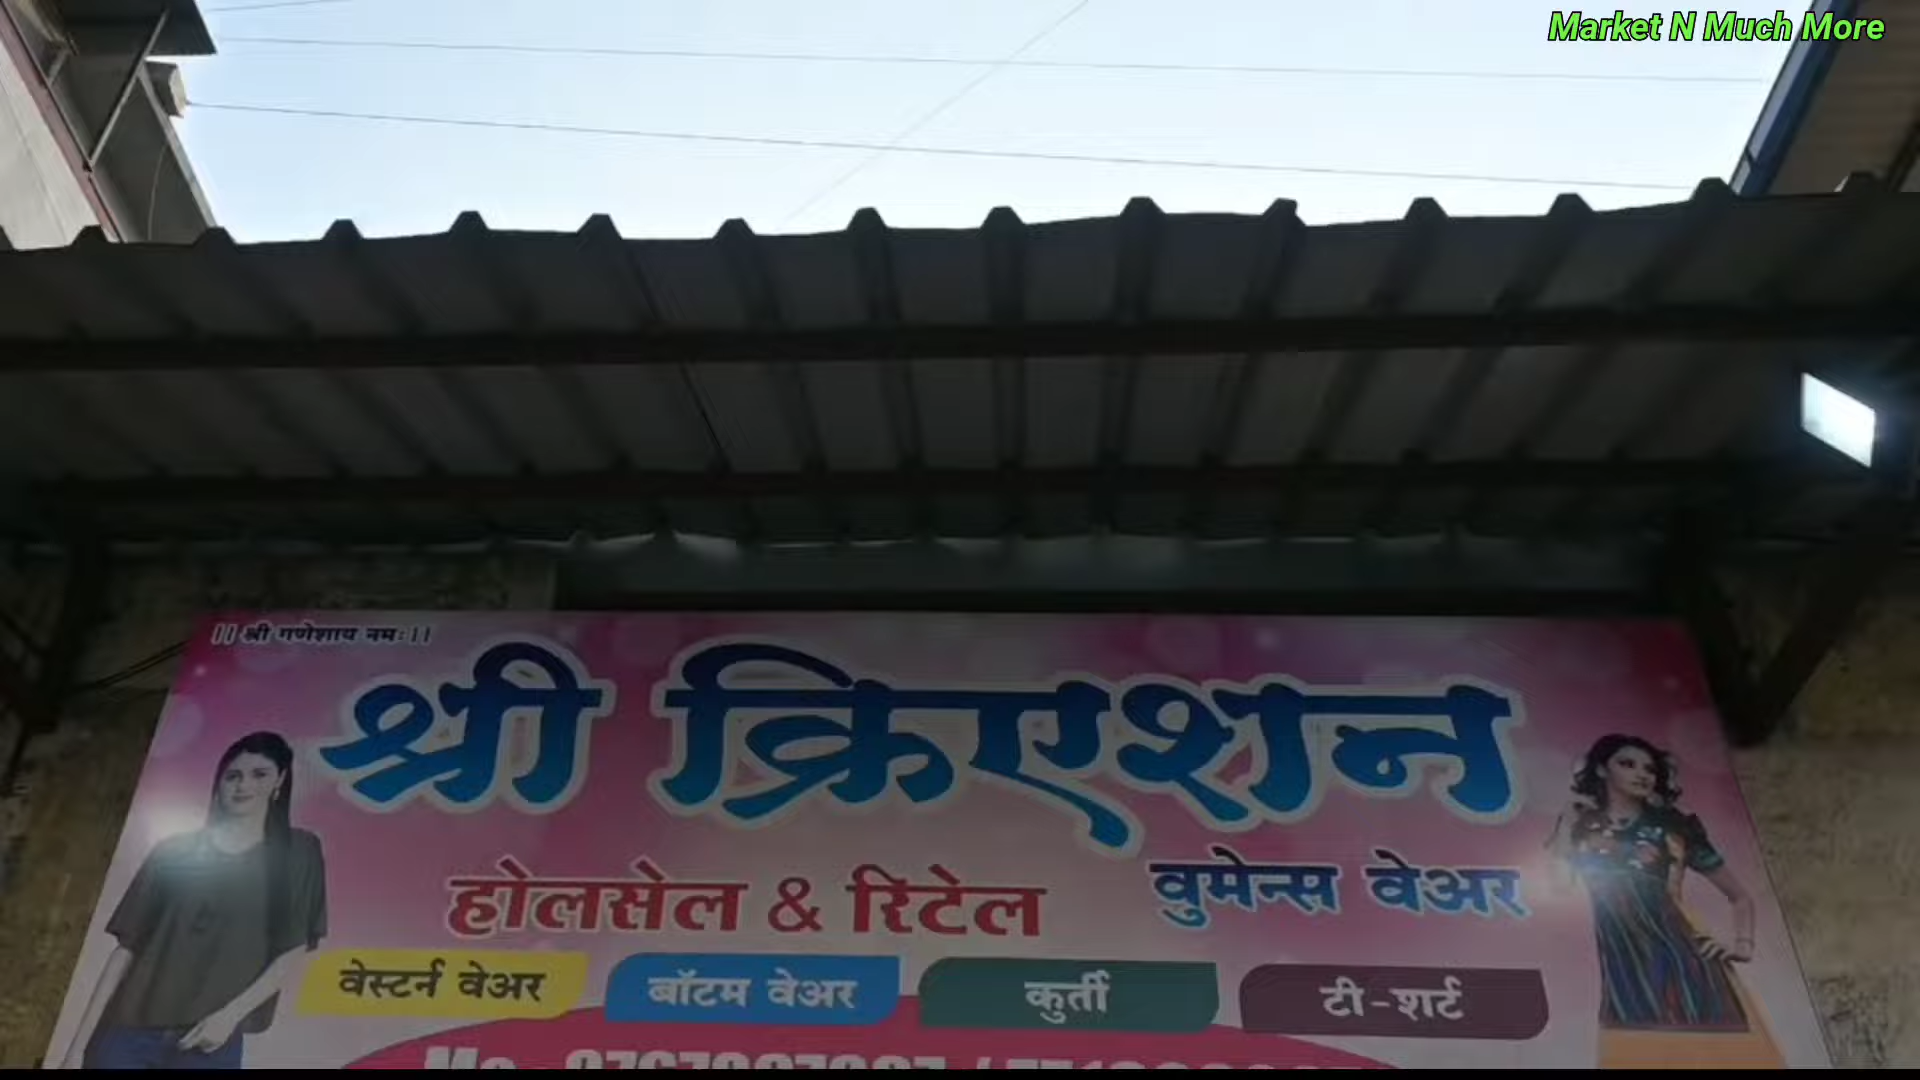 Market N Much More
|| श्री गणेशाय नमः ||
श्री क्रिएशन
होलसेल & रिटेल वुमेन्स वेअर
वेस्टर्न वेअर बॉटम वेअर कुर्ती टी-शर्ट